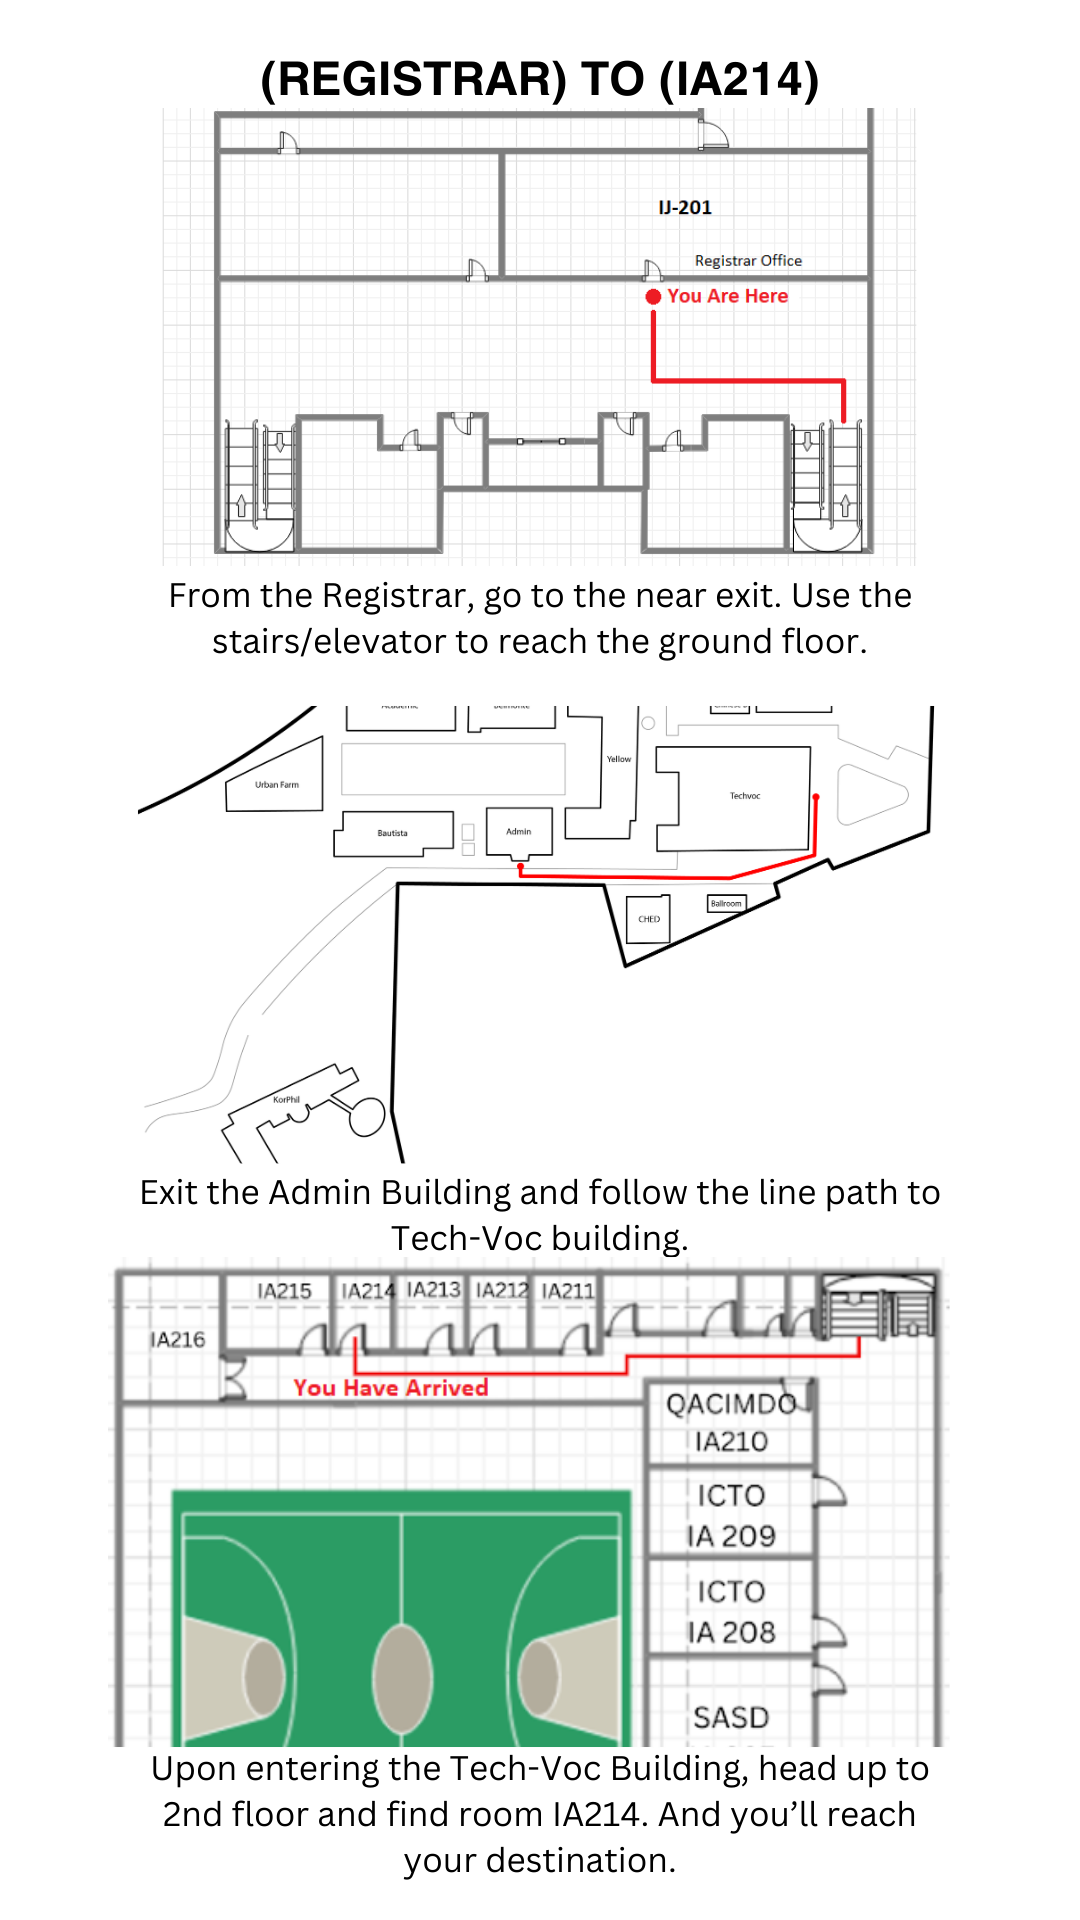 (REGISTRAR) TO (IA214)
IJ-201
Registrar Office
You Are Here
From the Registrar, go to the near exit. Use the
stairs/elevator to reach the ground floor.
Academic
Belmonte
Yellow
Urban Farm
Techvoc
Bautista
Admin
CHED
Ballroom
KorPhil
Exit the Admin Building and follow the line path to
Tech-Voc building.
IA215
IA214
IA213
IA212
IA211
IA216
You Have Arrived
QACIMDO
IA210
ICTO
IA 209
ICTO
IA 208
SASD
Upon entering the Tech-Voc Building, head up to
2nd floor and find room IA214. And you’ll reach
your destination.